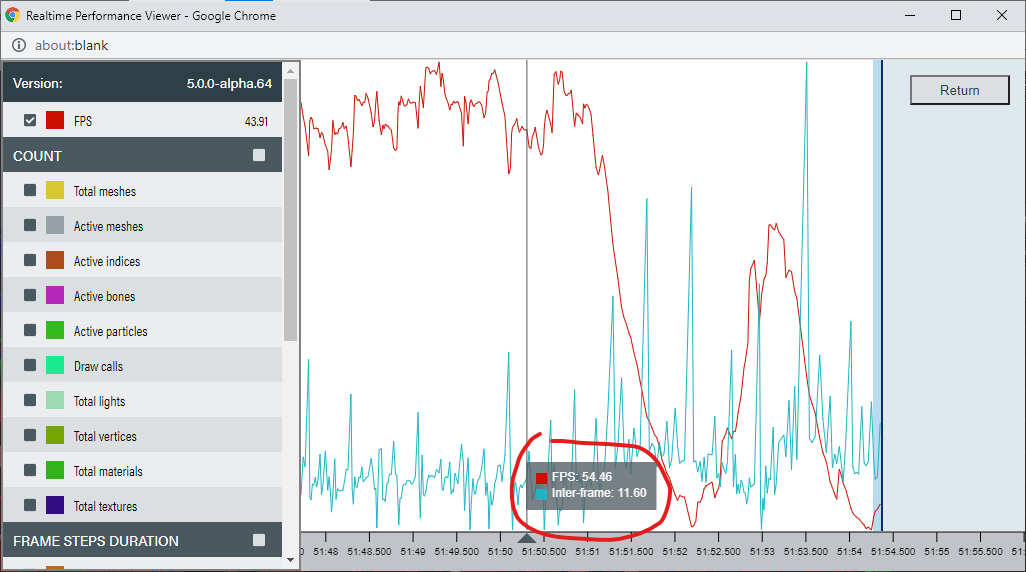 Realtime Performance Viewer - Google Chrome
about:blank
Version: 5.0.0-alpha.64
FPS 43.91
COUNT
Total meshes
Active meshes
Active indices
Active bones
Active particles
Draw calls
Total lights
Total vertices
Total materials
Total textures
FRAME STEPS DURATION
Return
FPS: 54.46
Inter-frame: 11.60
0 51:48 51:48.500 51:49 51:49.500 51:50 51:50.500 51:51 51:51.500 51:52 51:52.500 51:53 51:53.500 51:54 51:54.500 51:55 51:55.500 51: